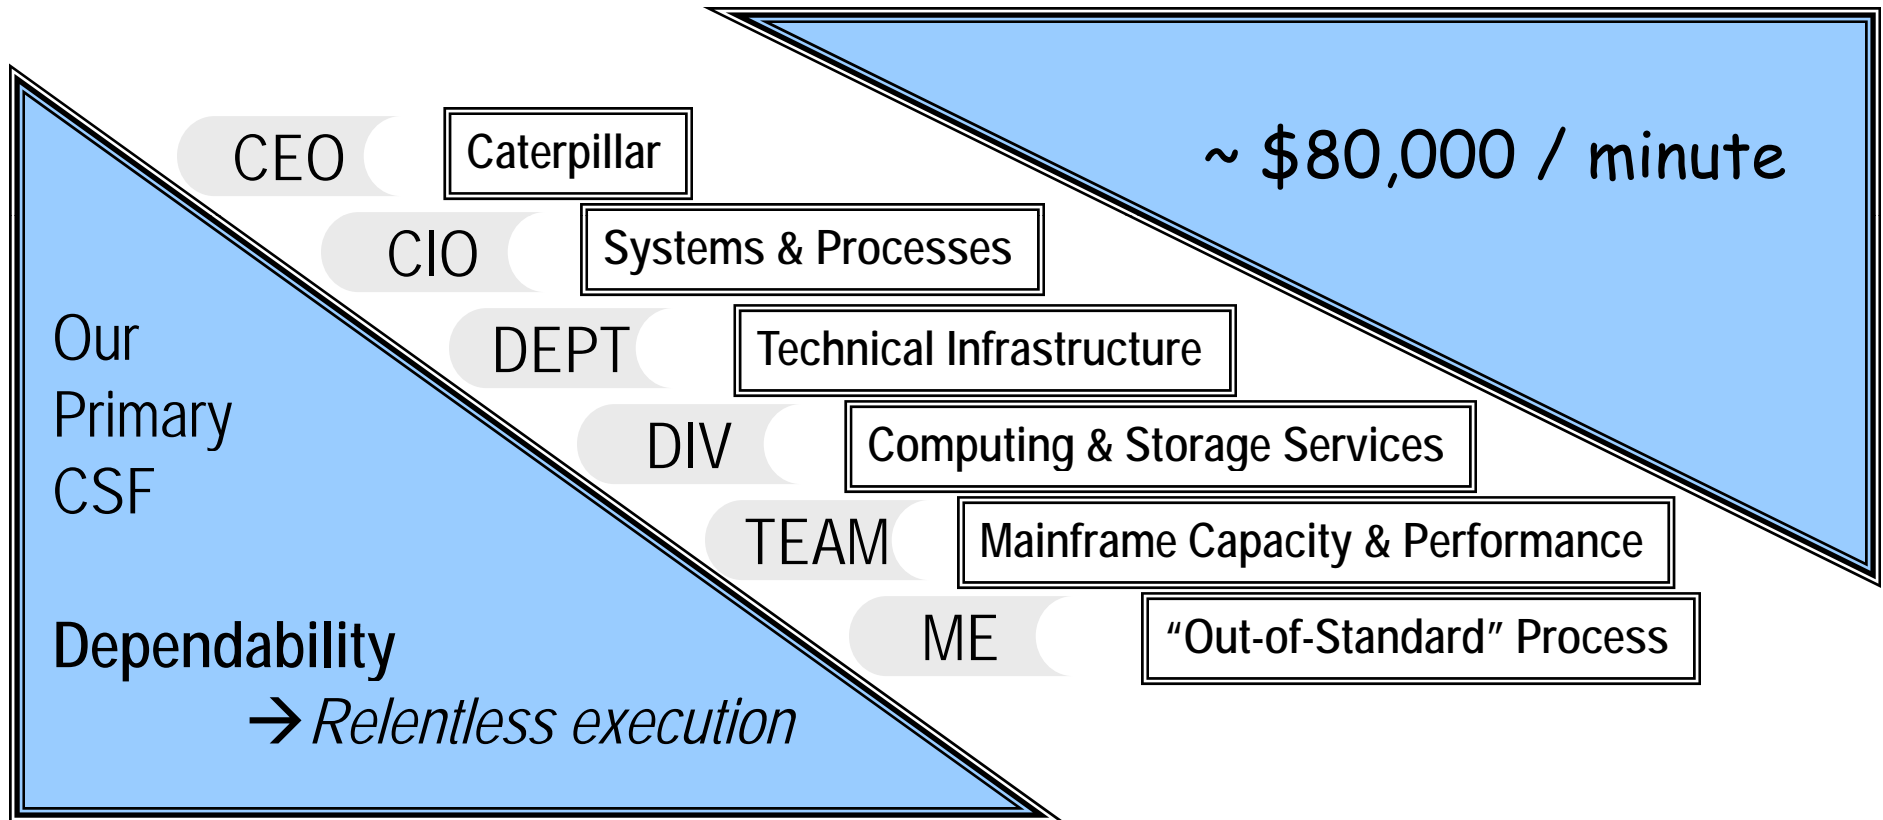 ~ $80,000 / minute
CEO Caterpillar
CIO Systems & Processes
DEPT Technical Infrastructure
DIV Computing & Storage Services
TEAM Mainframe Capacity & Performance
ME “Out-of-Standard” Process
Our
Primary
CSF
Dependability
→ Relentless execution